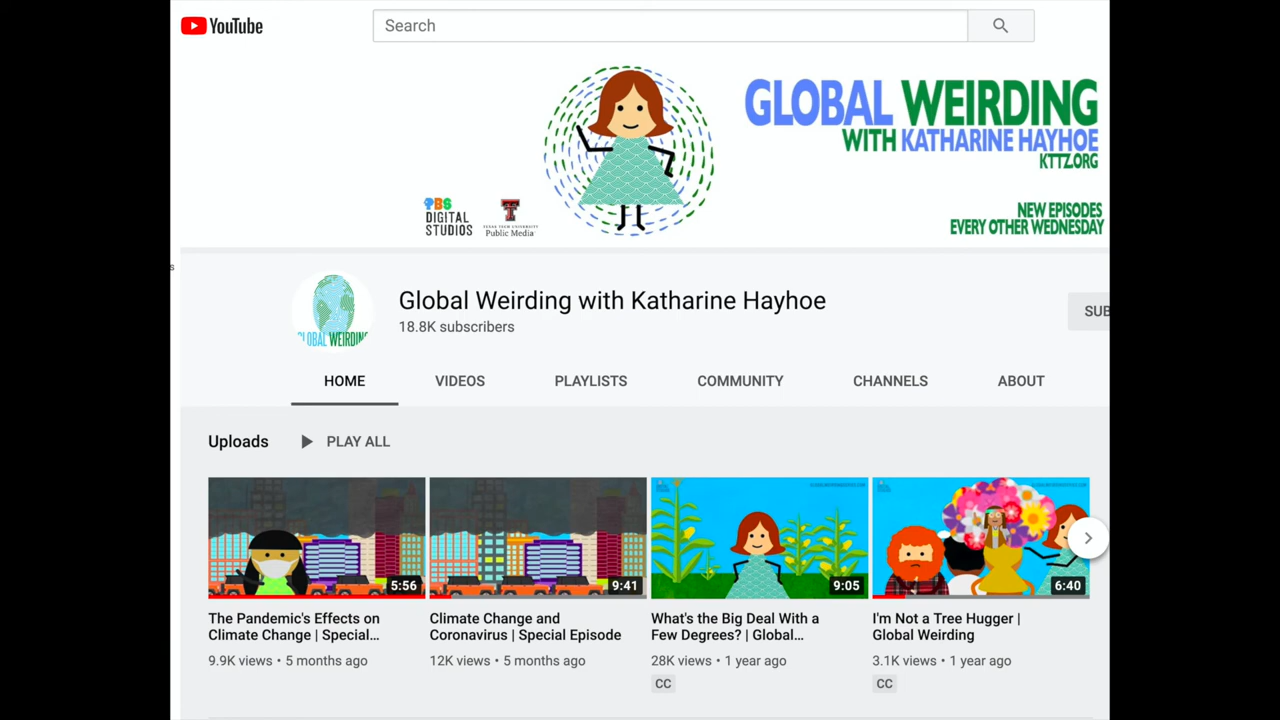 YouTube
Search
GLOBAL WEIRDING
WITH KATHARINE HAYHOE
KTTZ.ORG
PBS
DIGITAL
STUDIOS
TEXAS TECH UNIVERSITY
Public Media
NEW EPISODES
EVERY OTHER WEDNESDAY
s
GLOBAL WEIRDING
Global Weirding with Katharine Hayhoe
18.8K subscribers
SUB
HOME VIDEOS PLAYLISTS COMMUNITY CHANNELS ABOUT
Uploads PLAY ALL
5:56 9:41 9:05 6:40
The Pandemic's Effects on
Climate Change | Special...
9.9K views • 5 months ago
Climate Change and
Coronavirus | Special Episode
12K views • 5 months ago
What's the Big Deal With a
Few Degrees? | Global...
28K views • 1 year ago
CC
I'm Not a Tree Hugger |
Global Weirding
3.1K views • 1 year ago
CC